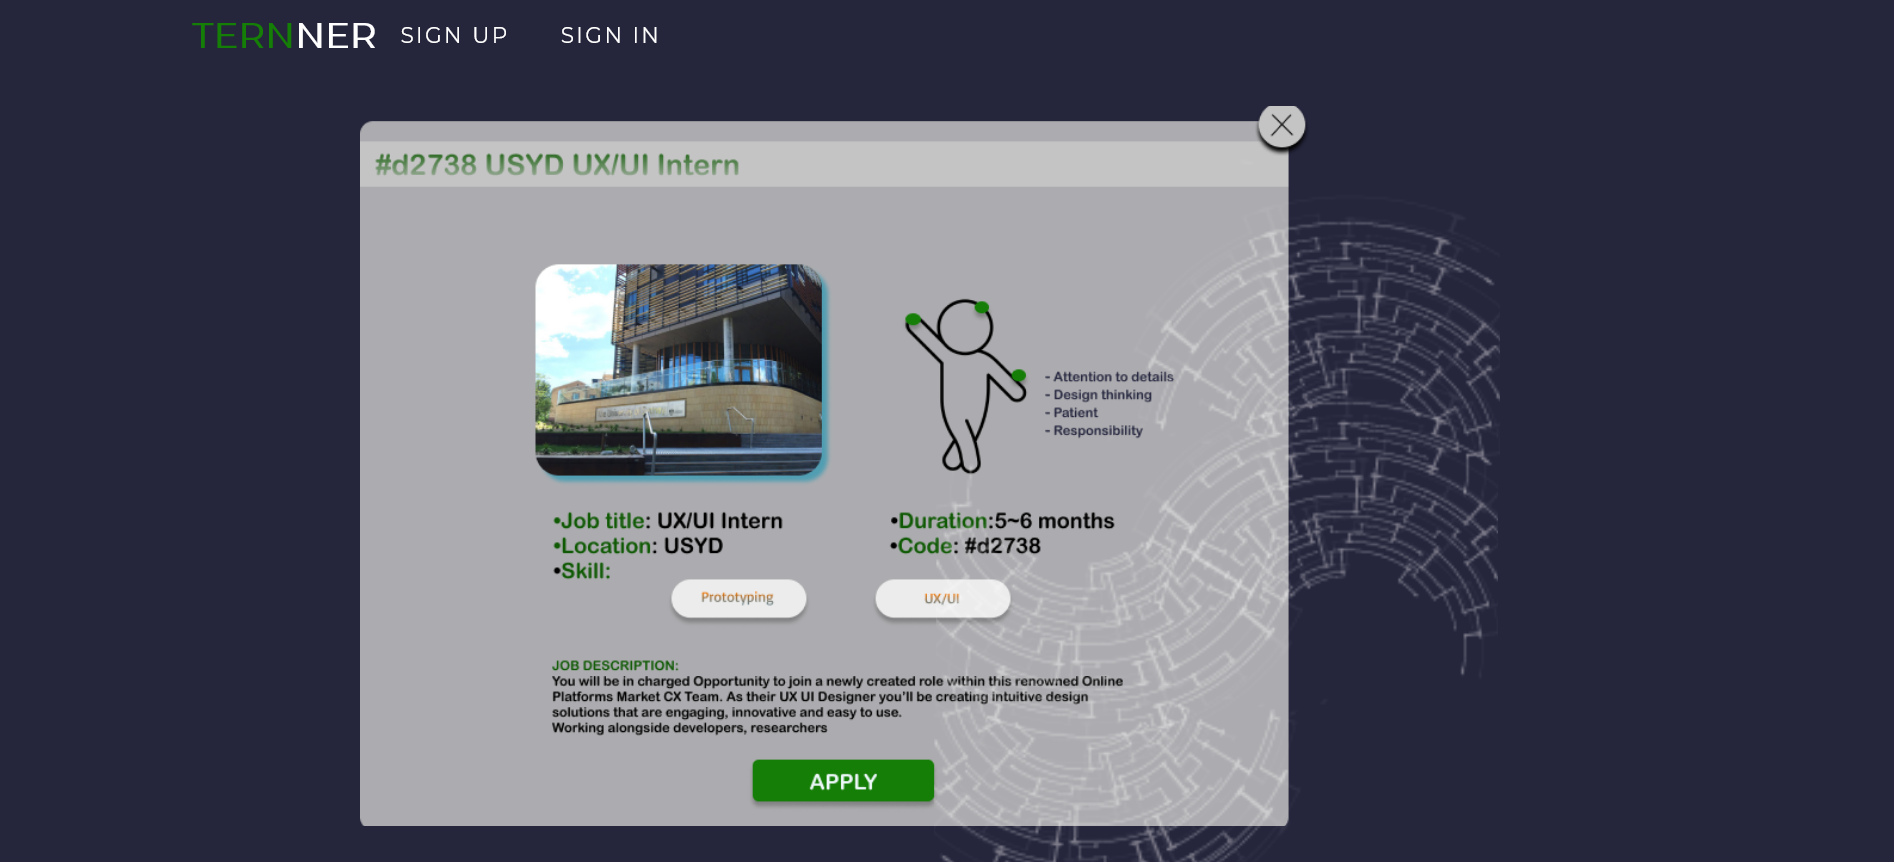 TERNNER SIGN UP SIGN IN
#d2738 USYD UX/UI Intern
- Attention to details
- Design thinking
- Patient
- Responsibility
•Job title: UX/UI Intern
•Location: USYD
•Skill:
•Duration:5~6 months
•Code: #d2738
Prototyping
UX/UI
JOB DESCRIPTION:
You will be in charged Opportunity to join a newly created role within this renowned Online
Platforms Market CX Team. As their UX UI Designer you'll be creating intuitive design
solutions that are engaging, innovative and easy to use.
Working alongside developers, researchers
APPLY